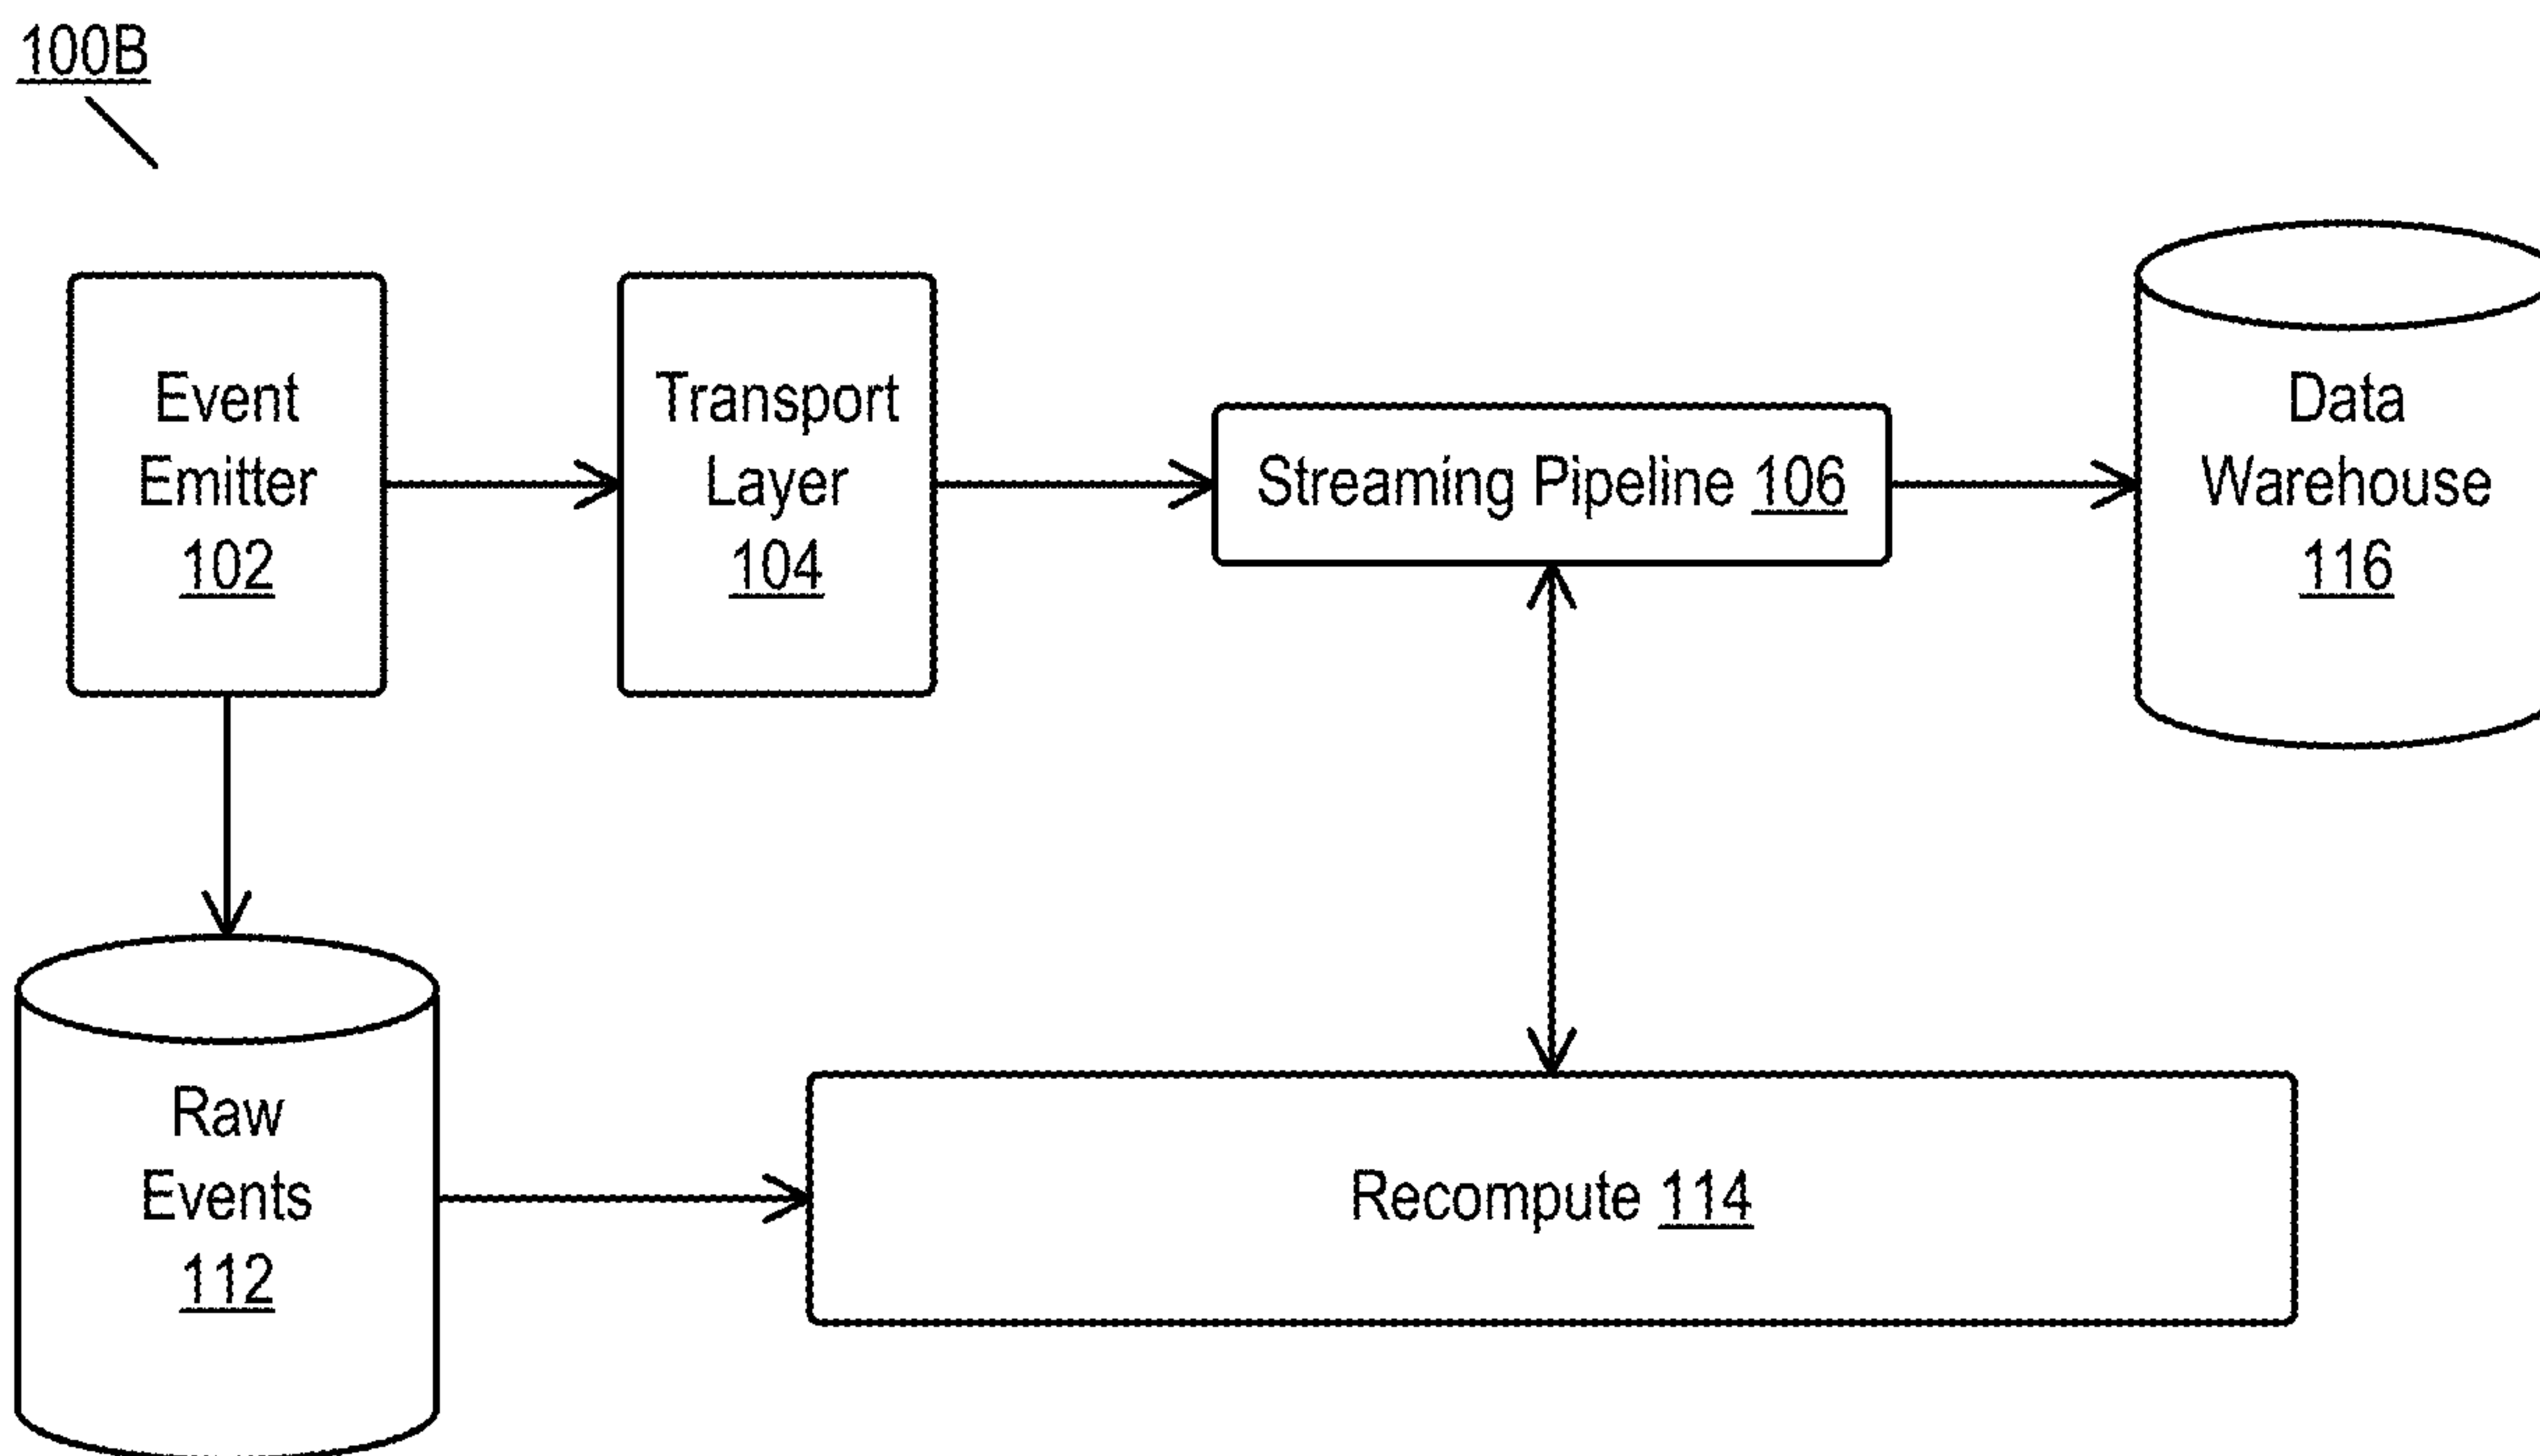 100B
Event
Emitter
102
Transport
Layer
104
Streaming Pipeline 106
Data
Warehouse
116
Raw
Events
112
Recompute 114